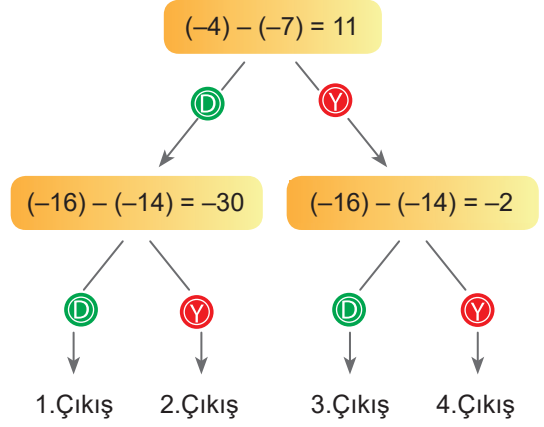 (–4) – (–7) = 11
D Y
(–16) – (–14) = –30 (–16) – (–14) = –2
D Y D Y
1.Çıkış 2.Çıkış 3.Çıkış 4.Çıkış